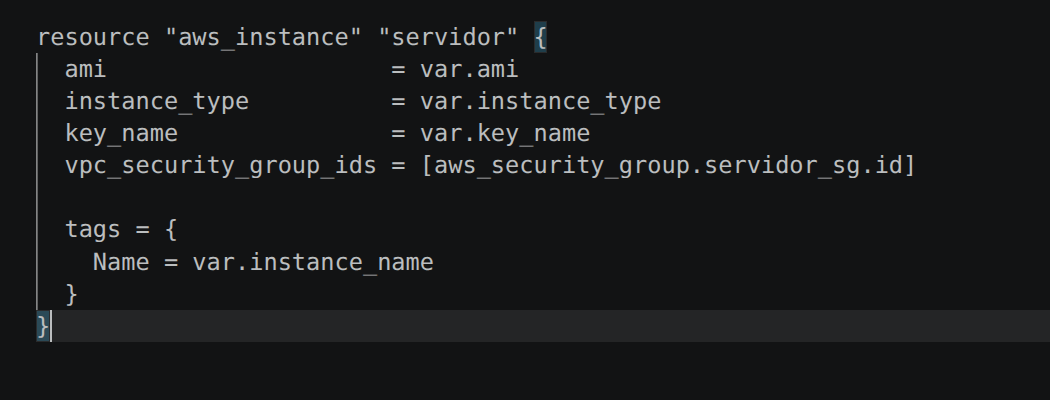 resource "aws_instance" "servidor" {
  ami                    = var.ami
  instance_type          = var.instance_type
  key_name               = var.key_name
  vpc_security_group_ids = [aws_security_group.servidor_sg.id]

  tags = {
    Name = var.instance_name
  }
}